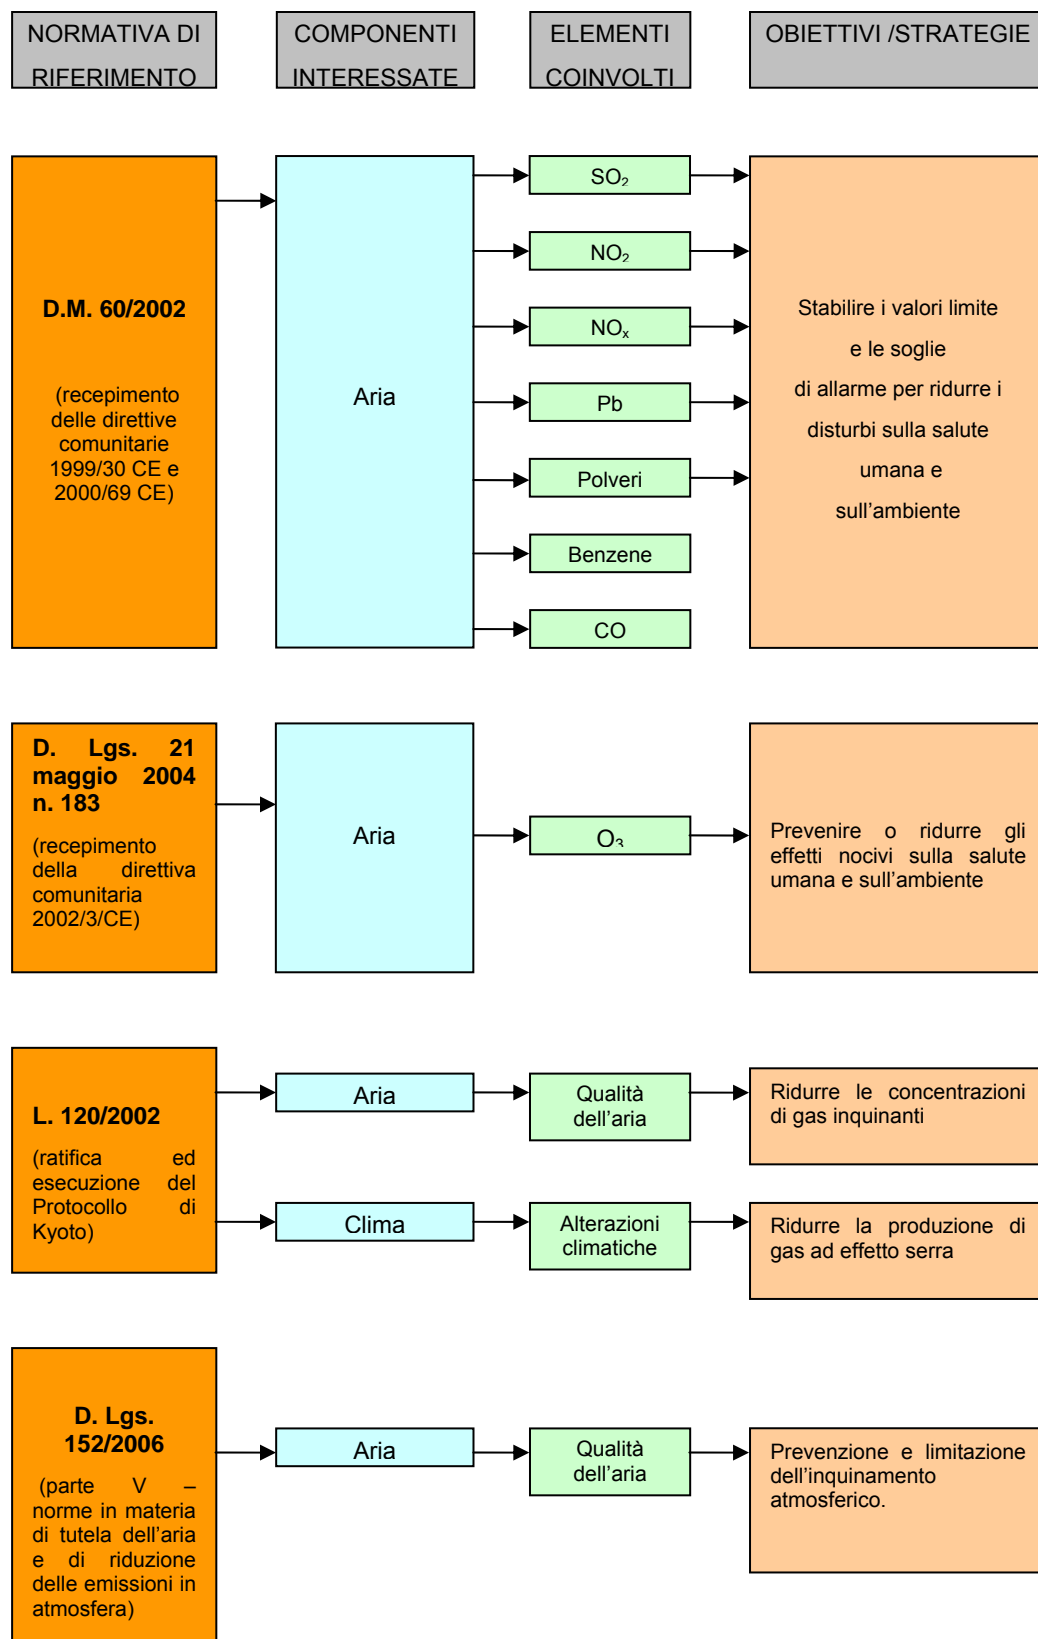 NORMATIVA DI
RIFERIMENTO
COMPONENTI
INTERESSATE
ELEMENTI
COINVOLTI
OBIETTIVI /STRATEGIE
D.M. 60/2002
(recepimento
delle direttive
comunitarie
1999/30 CE e
2000/69 CE)
Aria
SO₂
NO₂
NOₓ
Pb
Polveri
Benzene
CO
Stabilire i valori limite
e le soglie
di allarme per ridurre i
disturbi sulla salute
umana e
sull’ambiente
D. Lgs. 21
maggio 2004
n. 183
(recepimento
della direttiva
comunitaria
2002/3/CE)
Aria
O₃
Prevenire o ridurre gli
effetti nocivi sulla salute
umana e sull’ambiente
L. 120/2002
(ratifica ed
esecuzione del
Protocollo di
Kyoto)
Aria
Qualità
dell’aria
Ridurre le concentrazioni
di gas inquinanti
Clima
Alterazioni
climatiche
Ridurre la produzione di
gas ad effetto serra
D. Lgs.
152/2006
(parte V –
norme in materia
di tutela dell’aria
e di riduzione
delle emissioni in
atmosfera)
Aria
Qualità
dell’aria
Prevenzione e limitazione
dell’inquinamento
atmosferico.